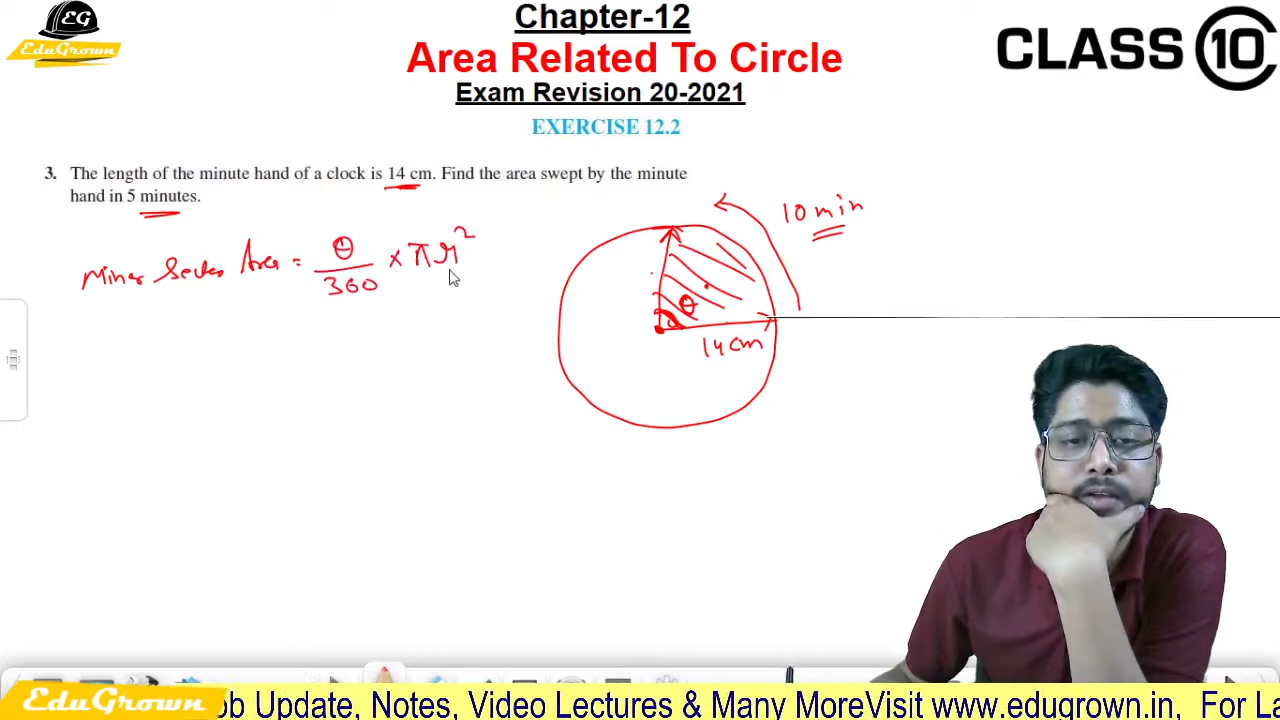 EG
EduGrown
Chapter-12
Area Related To Circle
Exam Revision 20-2021
EXERCISE 12.2
CLASS 10
3. The length of the minute hand of a clock is 14 cm. Find the area swept by the minute
hand in 5 minutes.
Minor Sector Area = θ/360 × πr²
10 min
θ
14 cm
EduGrown
ob Update, Notes, Video Lectures & Many MoreVisit www.edugrown.in, For La